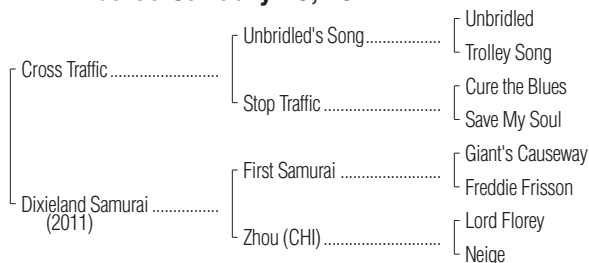 Unbridled
Unbridled's Song
Trolley Song
Cross Traffic
Cure the Blues
Stop Traffic
Save My Soul
Giant's Causeway
First Samurai
Freddie Frisson
Dixieland Samurai
(2011)
Lord Florey
Zhou (CHI)
Neige